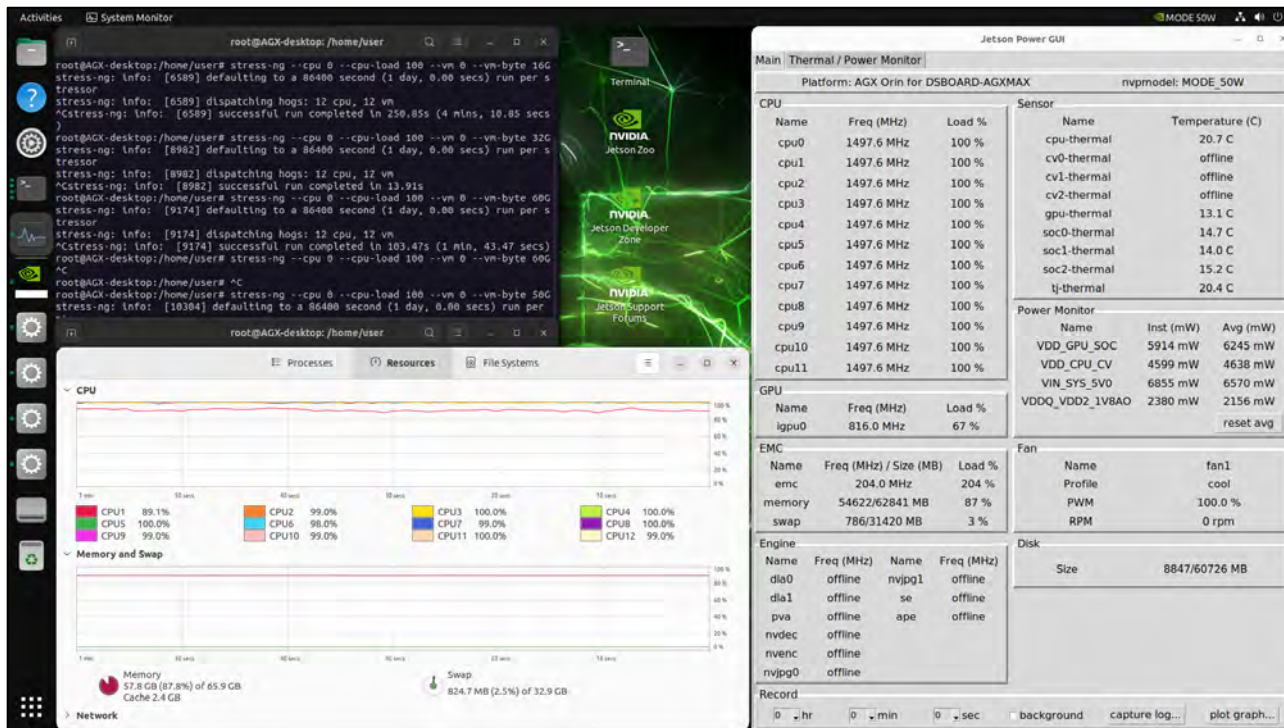 Activities System Monitor MODE 50W
root@AGX-desktop: /home/user
root@AGX-desktop:/home/user# stress-ng --cpu 0 --cpu-load 100 --vm 0 --vm-byte 16G
stress-ng: info:  [6589] defaulting to a 86400 second (1 day, 0.00 secs) run per s
tressor
stress-ng: info:  [6589] dispatching hogs: 12 cpu, 12 vm
^Cstress-ng: info:  [6589] successful run completed in 250.85s (4 mins, 10.85 secs
)
root@AGX-desktop:/home/user# stress-ng --cpu 0 --cpu-load 100 --vm 0 --vm-byte 32G
stress-ng: info:  [8982] defaulting to a 86400 second (1 day, 0.00 secs) run per s
tressor
stress-ng: info:  [8982] dispatching hogs: 12 cpu, 12 vm
^Cstress-ng: info:  [8982] successful run completed in 13.91s
root@AGX-desktop:/home/user# stress-ng --cpu 0 --cpu-load 100 --vm 0 --vm-byte 60G
stress-ng: info:  [9174] defaulting to a 86400 second (1 day, 0.00 secs) run per s
tressor
stress-ng: info:  [9174] dispatching hogs: 12 cpu, 12 vm
^Cstress-ng: info:  [9174] successful run completed in 103.47s (1 min, 43.47 secs)
root@AGX-desktop:/home/user# stress-ng --cpu 0 --cpu-load 100 --vm 0 --vm-byte 60G
^C
root@AGX-desktop:/home/user# ^C
root@AGX-desktop:/home/user# stress-ng --cpu 0 --cpu-load 100 --vm 0 --vm-byte 50G
stress-ng: info:  [10304] defaulting to a 86400 second (1 day, 0.00 secs) run per
root@AGX-desktop: /home/user
Terminal
NVIDIA
Jetson Zoo
NVIDIA
Jetson Developer
Zone
NVIDIA
Jetson Support
Forums
Processes Resources File Systems
CPU
100 %
80 %
60 %
40 %
20 %
1 min 50 secs 40 secs 30 secs 20 secs 10 secs
CPU1 89.1% CPU2 99.0% CPU3 100.0% CPU4 100.0%
CPU5 100.0% CPU6 98.0% CPU7 99.0% CPU8 100.0%
CPU9 99.0% CPU10 99.0% CPU11 100.0% CPU12 99.0%
Memory and Swap
100 %
80 %
60 %
40 %
20 %
0 %
1 min
Memory
57.8 GB (87.8%) of 65.9 GB
Cache 2.4 GB
Swap
824.7 MB (2.5%) of 32.9 GB
Network
Jetson Power GUI
Main Thermal / Power Monitor
Platform: AGX Orin for DSBOARD-AGXMAX nvpmodel: MODE_50W
CPU
Name Freq (MHz) Load %
cpu0 1497.6 MHz 100 %
cpu1 1497.6 MHz 100 %
cpu2 1497.6 MHz 100 %
cpu3 1497.6 MHz 100 %
cpu4 1497.6 MHz 100 %
cpu5 1497.6 MHz 100 %
cpu6 1497.6 MHz 100 %
cpu7 1497.6 MHz 100 %
cpu8 1497.6 MHz 100 %
cpu9 1497.6 MHz 100 %
cpu10 1497.6 MHz 100 %
cpu11 1497.6 MHz 100 %
GPU
Name Freq (MHz) Load %
igpu0 816.0 MHz 67 %
EMC
Name Freq (MHz) / Size (MB) Load %
emc 204.0 MHz 204 %
memory 54622/62841 MB 87 %
swap 786/31420 MB 3 %
Engine
Name Freq (MHz) Name Freq (MHz)
dla0 offline nvjpg1 offline
dla1 offline se offline
pva offline ape offline
nvdec offline
nvenc offline
nvjpg0 offline
Sensor
Name Temperature (C)
cpu-thermal 20.7 C
cv0-thermal offline
cv1-thermal offline
cv2-thermal offline
gpu-thermal 13.1 C
soc0-thermal 14.7 C
soc1-thermal 14.0 C
soc2-thermal 15.2 C
tj-thermal 20.4 C
Power Monitor
Name Inst (mW) Avg (mW)
VDD_GPU_SOC 5914 mW 6245 mW
VDD_CPU_CV 4599 mW 4638 mW
VIN_SYS_5V0 6855 mW 6570 mW
VDDQ_VDD2_1V8AO 2380 mW 2156 mW
reset avg
Fan
Name fan1
Profile cool
PWM 100.0 %
RPM 0 rpm
Disk
Size 8847/60726 MB
Record
0 hr 0 min 0 sec background capture log... plot graph...